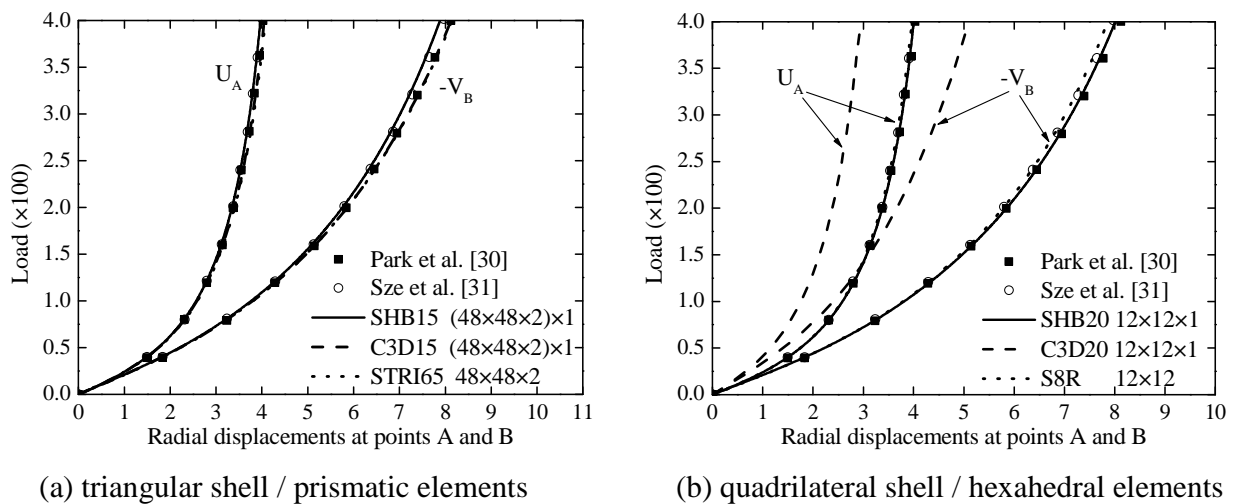 4.0
3.5
3.0
2.5
2.0
1.5
1.0
0.5
0.0
Load (×100)
U_A
-V_B
Park et al. [30]
Sze et al. [31]
SHB15 (48×48×2)×1
C3D15 (48×48×2)×1
STRI65 48×48×2
0 1 2 3 4 5 6 7 8 9 10 11
Radial displacements at points A and B
(a) triangular shell / prismatic elements
4.0
3.5
3.0
2.5
2.0
1.5
1.0
0.5
0.0
Load (×100)
U_A
-V_B
Park et al. [30]
Sze et al. [31]
SHB20 12×12×1
C3D20 12×12×1
S8R 12×12
0 1 2 3 4 5 6 7 8 9 10
Radial displacements at points A and B
(b) quadrilateral shell / hexahedral elements